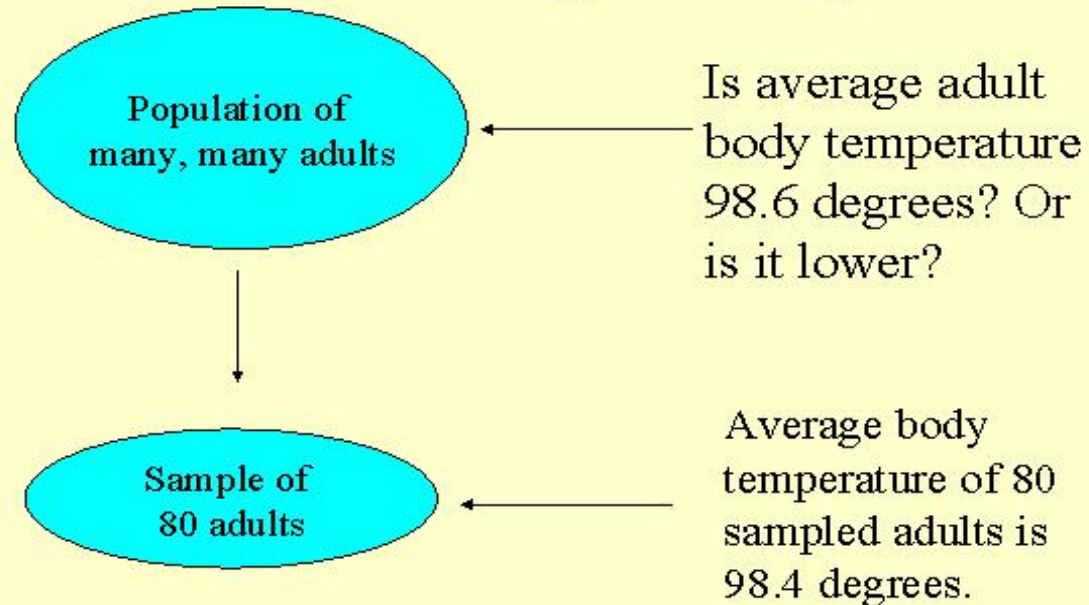 Population of
many, many adults
Is average adult
body temperature
98.6 degrees? Or
is it lower?
Sample of
80 adults
Average body
temperature of 80
sampled adults is
98.4 degrees.